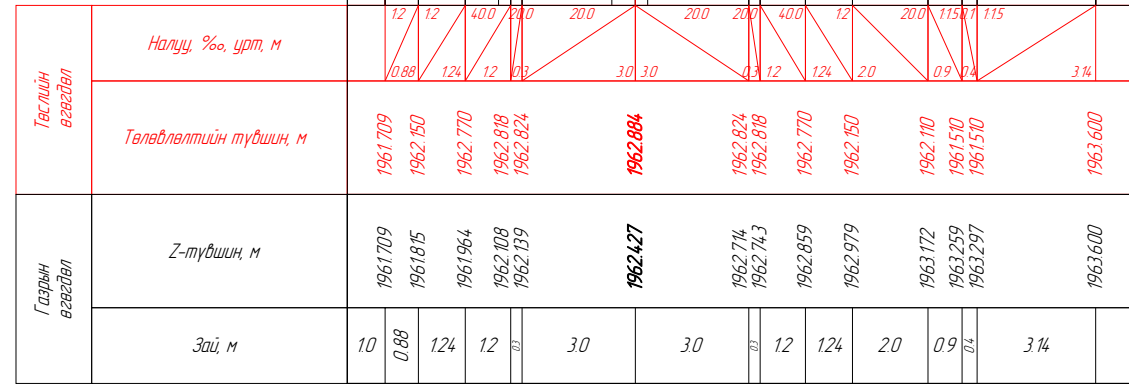 Төслийн өгөгдөл
Налуу, ‰, урт, м
1:2 1:2 40.0 20.0 20.0 20.0 20.0 40.0 1:2 20.0 1:1.5 0.1 1:1.5
0.88 1.24 1.2 0.3 3.0 3.0 0.3 1.2 1.24 2.0 0.9 0.4 3.14
Төлөвлөлтийн түвшин, м
1961.709 1962.150 1962.770 1962.818 1962.824 1962.884 1962.824 1962.818 1962.770 1962.150 1962.110 1961.510 1961.510 1963.600
Газрын өгөгдөл
Z-түвшин, м
1961.709 1961.815 1961.964 1962.108 1962.139 1962.427 1962.714 1962.743 1962.859 1962.979 1963.172 1963.259 1963.297 1963.600
Зай, м
1.0 0.88 1.24 1.2 0.3 3.0 3.0 0.3 1.2 1.24 2.0 0.9 0.4 3.14